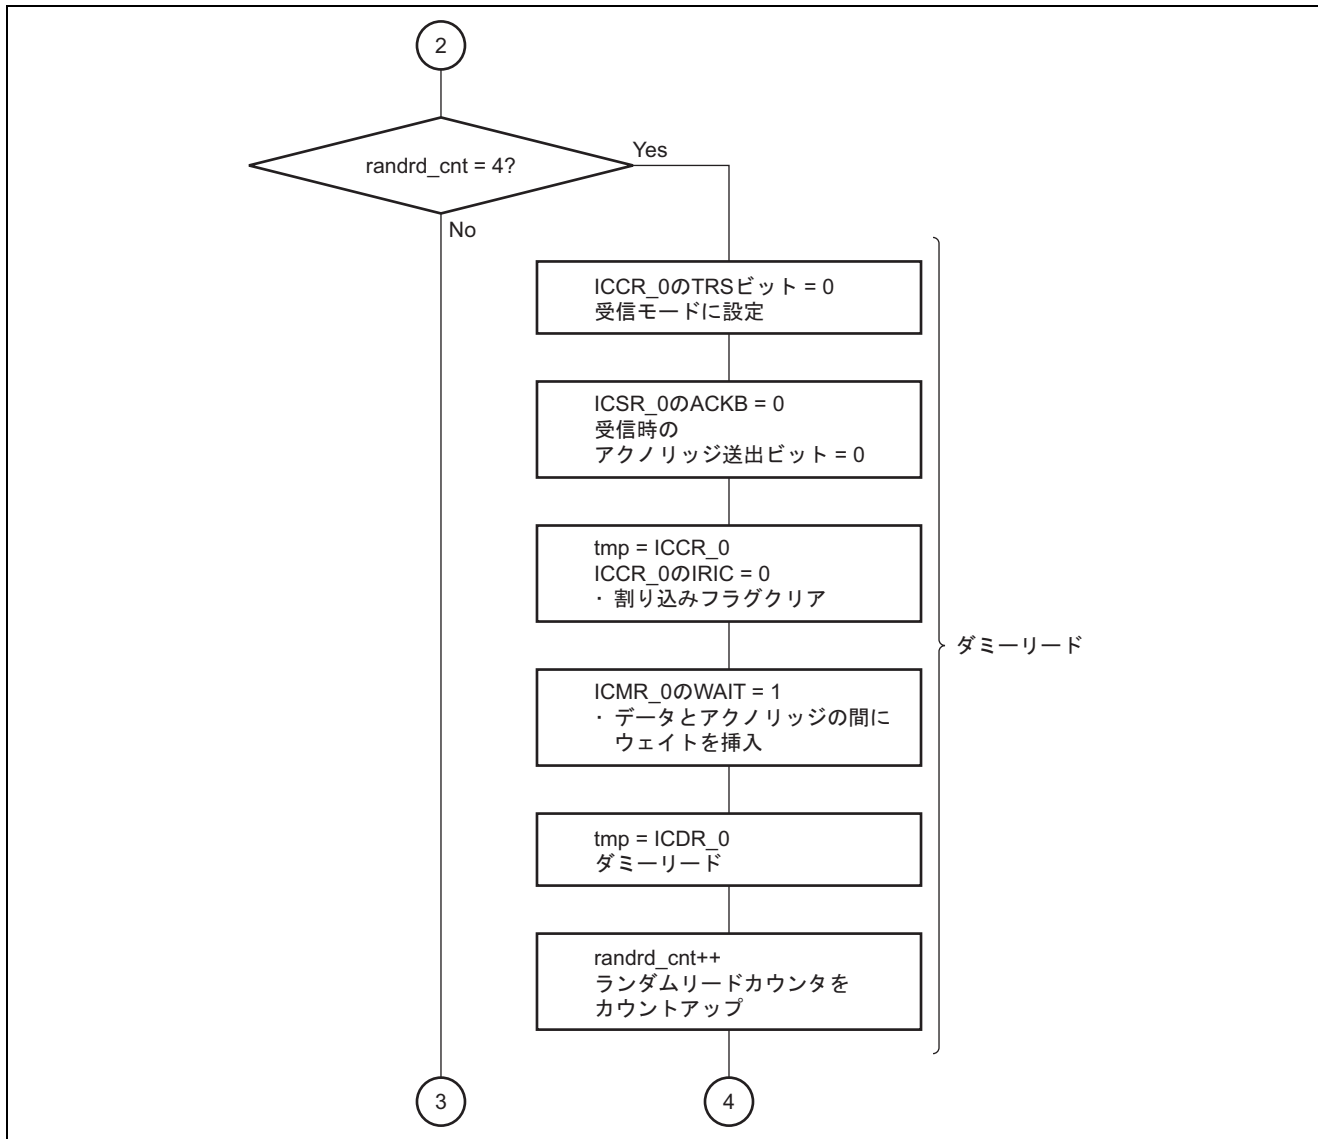 2
randrd_cnt = 4?
Yes
No
ICCR_0のTRSビット = 0
受信モードに設定
ICSR_0のACKB = 0
受信時の
アクノリッジ送出ビット = 0
tmp = ICCR_0
ICCR_0のIRIC = 0
・ 割り込みフラグクリア
ダミーリード
ICMR_0のWAIT = 1
・ データとアクノリッジの間に
ウェイトを挿入
tmp = ICDR_0
ダミーリード
randrd_cnt++
ランダムリードカウンタを
カウントアップ
3
4